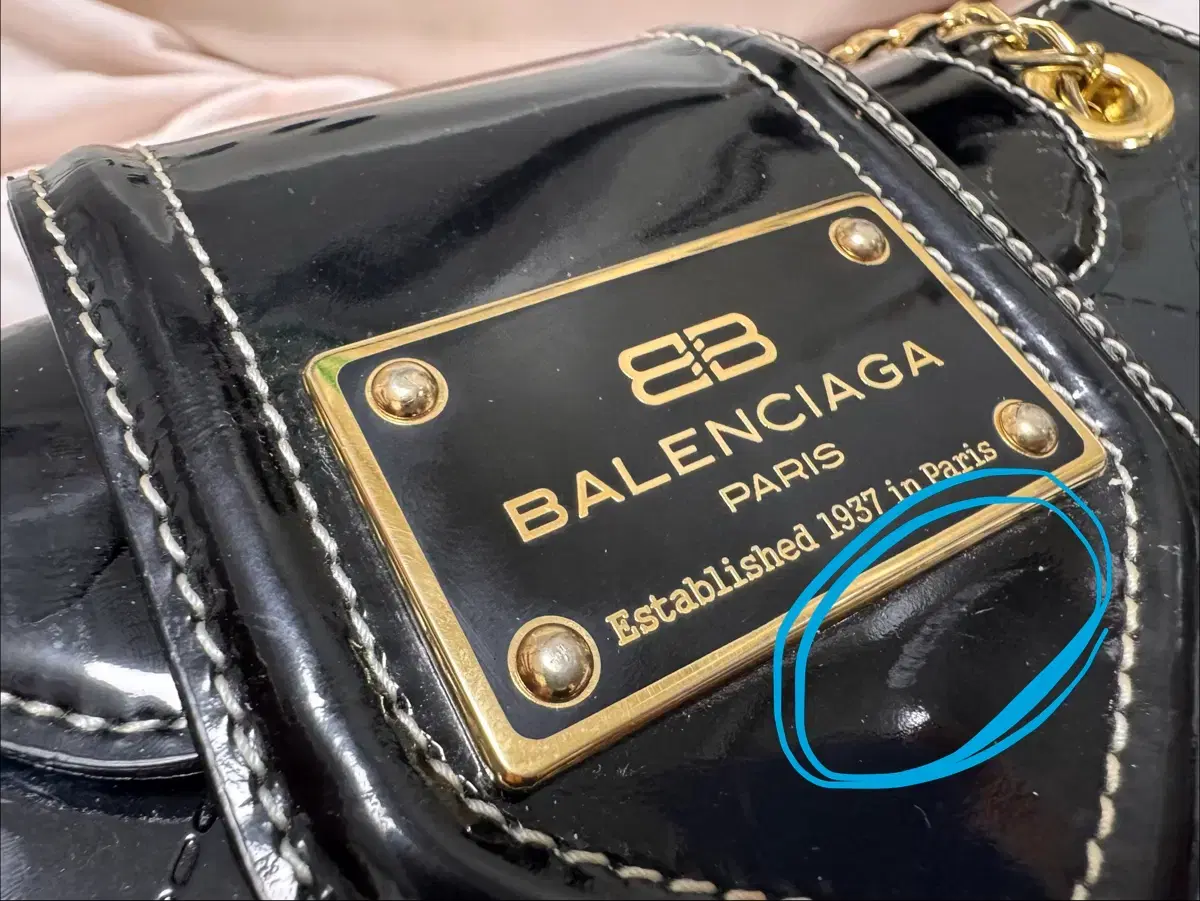 BB
BALENCIAGA
PARIS
Established 1937 in Paris